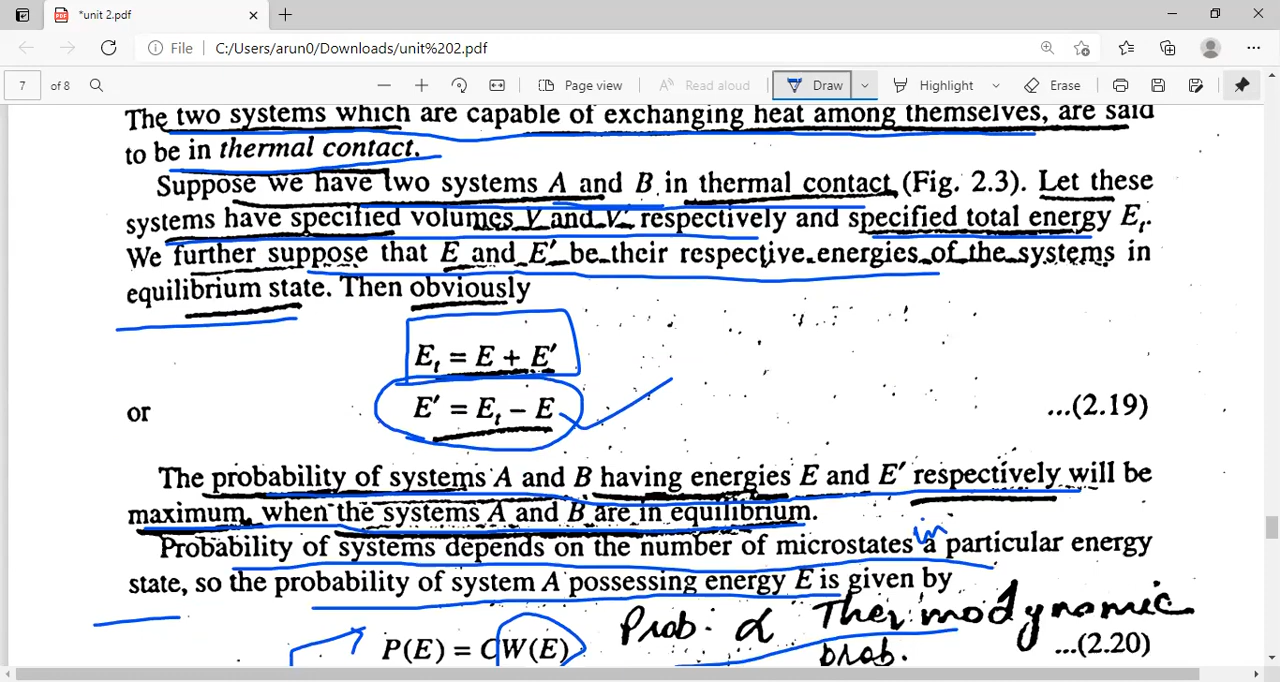 *unit 2.pdf
File C:/Users/arun0/Downloads/unit%202.pdf
7 of 8 Page view Read aloud Draw Highlight Erase
The two systems which are capable of exchanging heat among themselves, are said
to be in thermal contact.
Suppose we have two systems A and B in thermal contact (Fig. 2.3). Let these
systems have specified volumes V and V' respectively and specified total energy Eₜ.
We further suppose that E and E' be their respective energies of the systems in
equilibrium state. Then obviously
Eₜ = E + E'
or E' = Eₜ − E ...(2.19)
The probability of systems A and B having energies E and E' respectively will be
maximum, when the systems A and B are in equilibrium.
in
Probability of systems depends on the number of microstates a particular energy
state, so the probability of system A possessing energy E is given by
Prob. α Thermodynamic
prob.
P(E) = CW(E) ...(2.20)